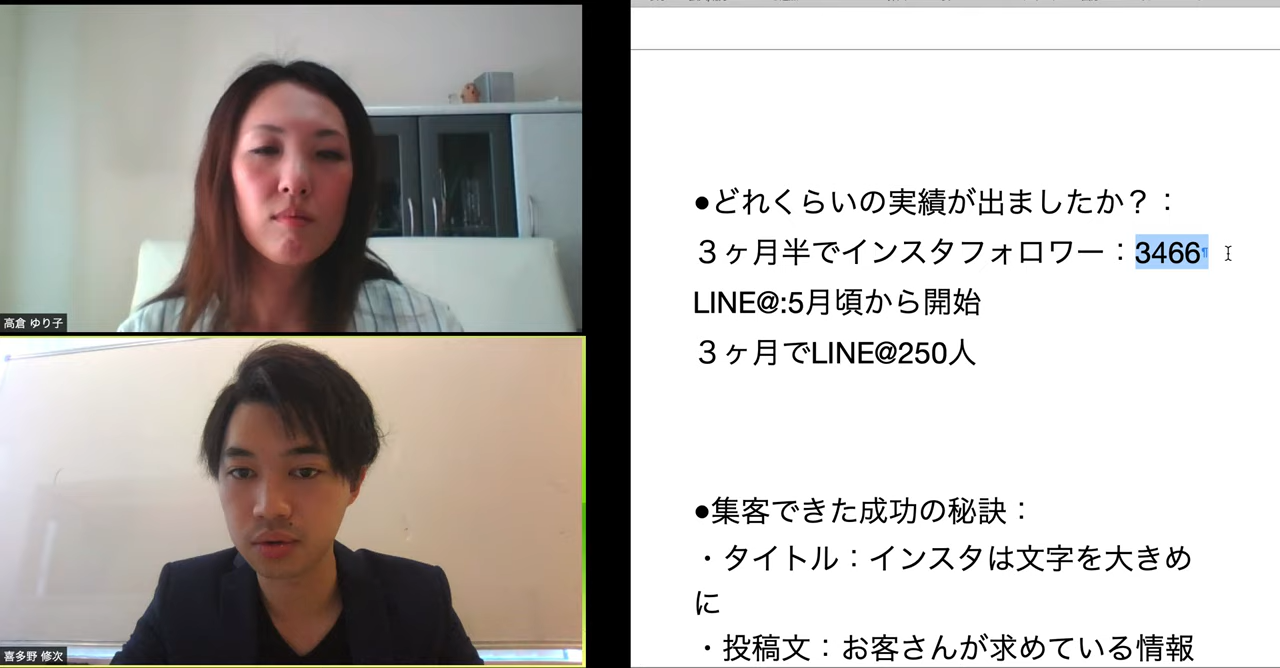 高倉 ゆり子
喜多野 修次
●どれくらいの実績が出ましたか？：
３ヶ月半でインスタフォロワー：3466
LINE@:5月頃から開始
３ヶ月でLINE@250人
●集客できた成功の秘訣：
・タイトル：インスタは文字を大きめ
に
・投稿文：お客さんが求めている情報